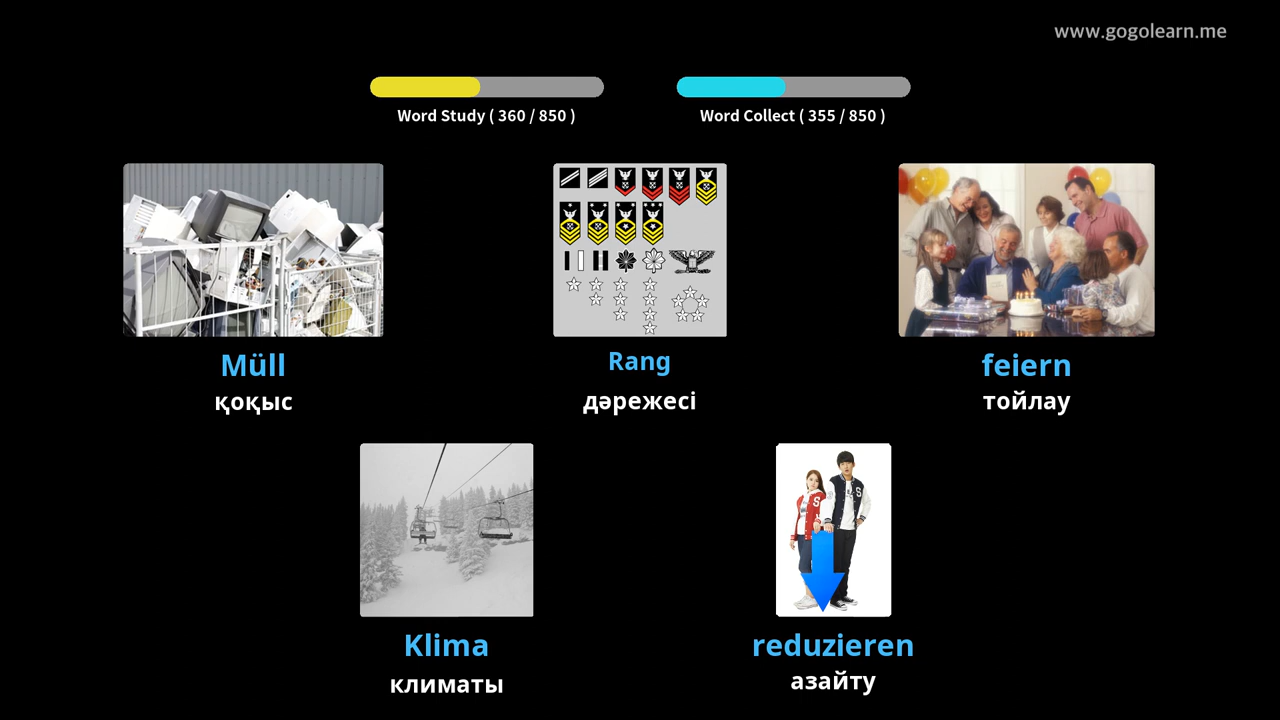 www.gogolearn.me
Word Study ( 360 / 850 )
Word Collect ( 355 / 850 )
Müll
қоқыс
Rang
дәрежесі
feiern
тойлау
Klima
климаты
reduzieren
азайту